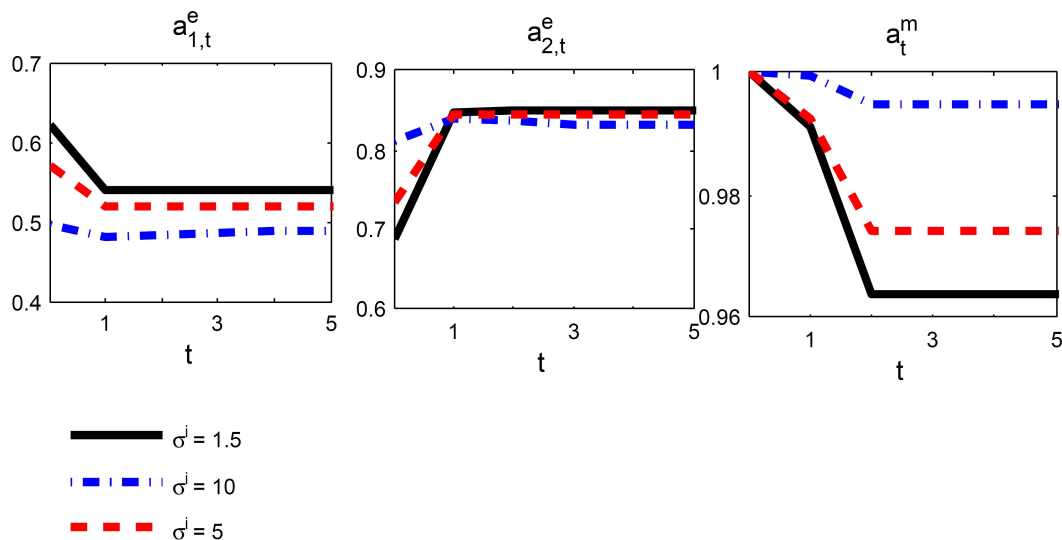 a^e_{1,t}
0.7
0.6
0.5
0.4
1 3 5
t
a^e_{2,t}
0.9
0.8
0.7
0.6
1 3 5
t
a^m_t
1
0.98
0.96
1 3 5
t
σ^i = 1.5
σ^i = 10
σ^i = 5